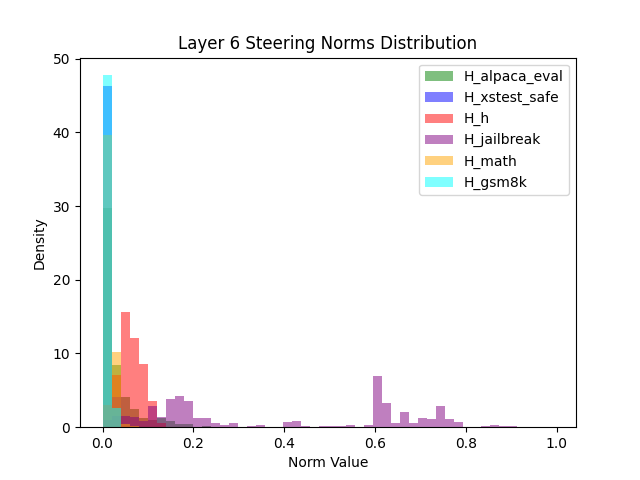 Layer 6 Steering Norms Distribution
50
40
30
20
10
0
Density
H_alpaca_eval
H_xstest_safe
H_h
H_jailbreak
H_math
H_gsm8k
0.0 0.2 0.4 0.6 0.8 1.0
Norm Value